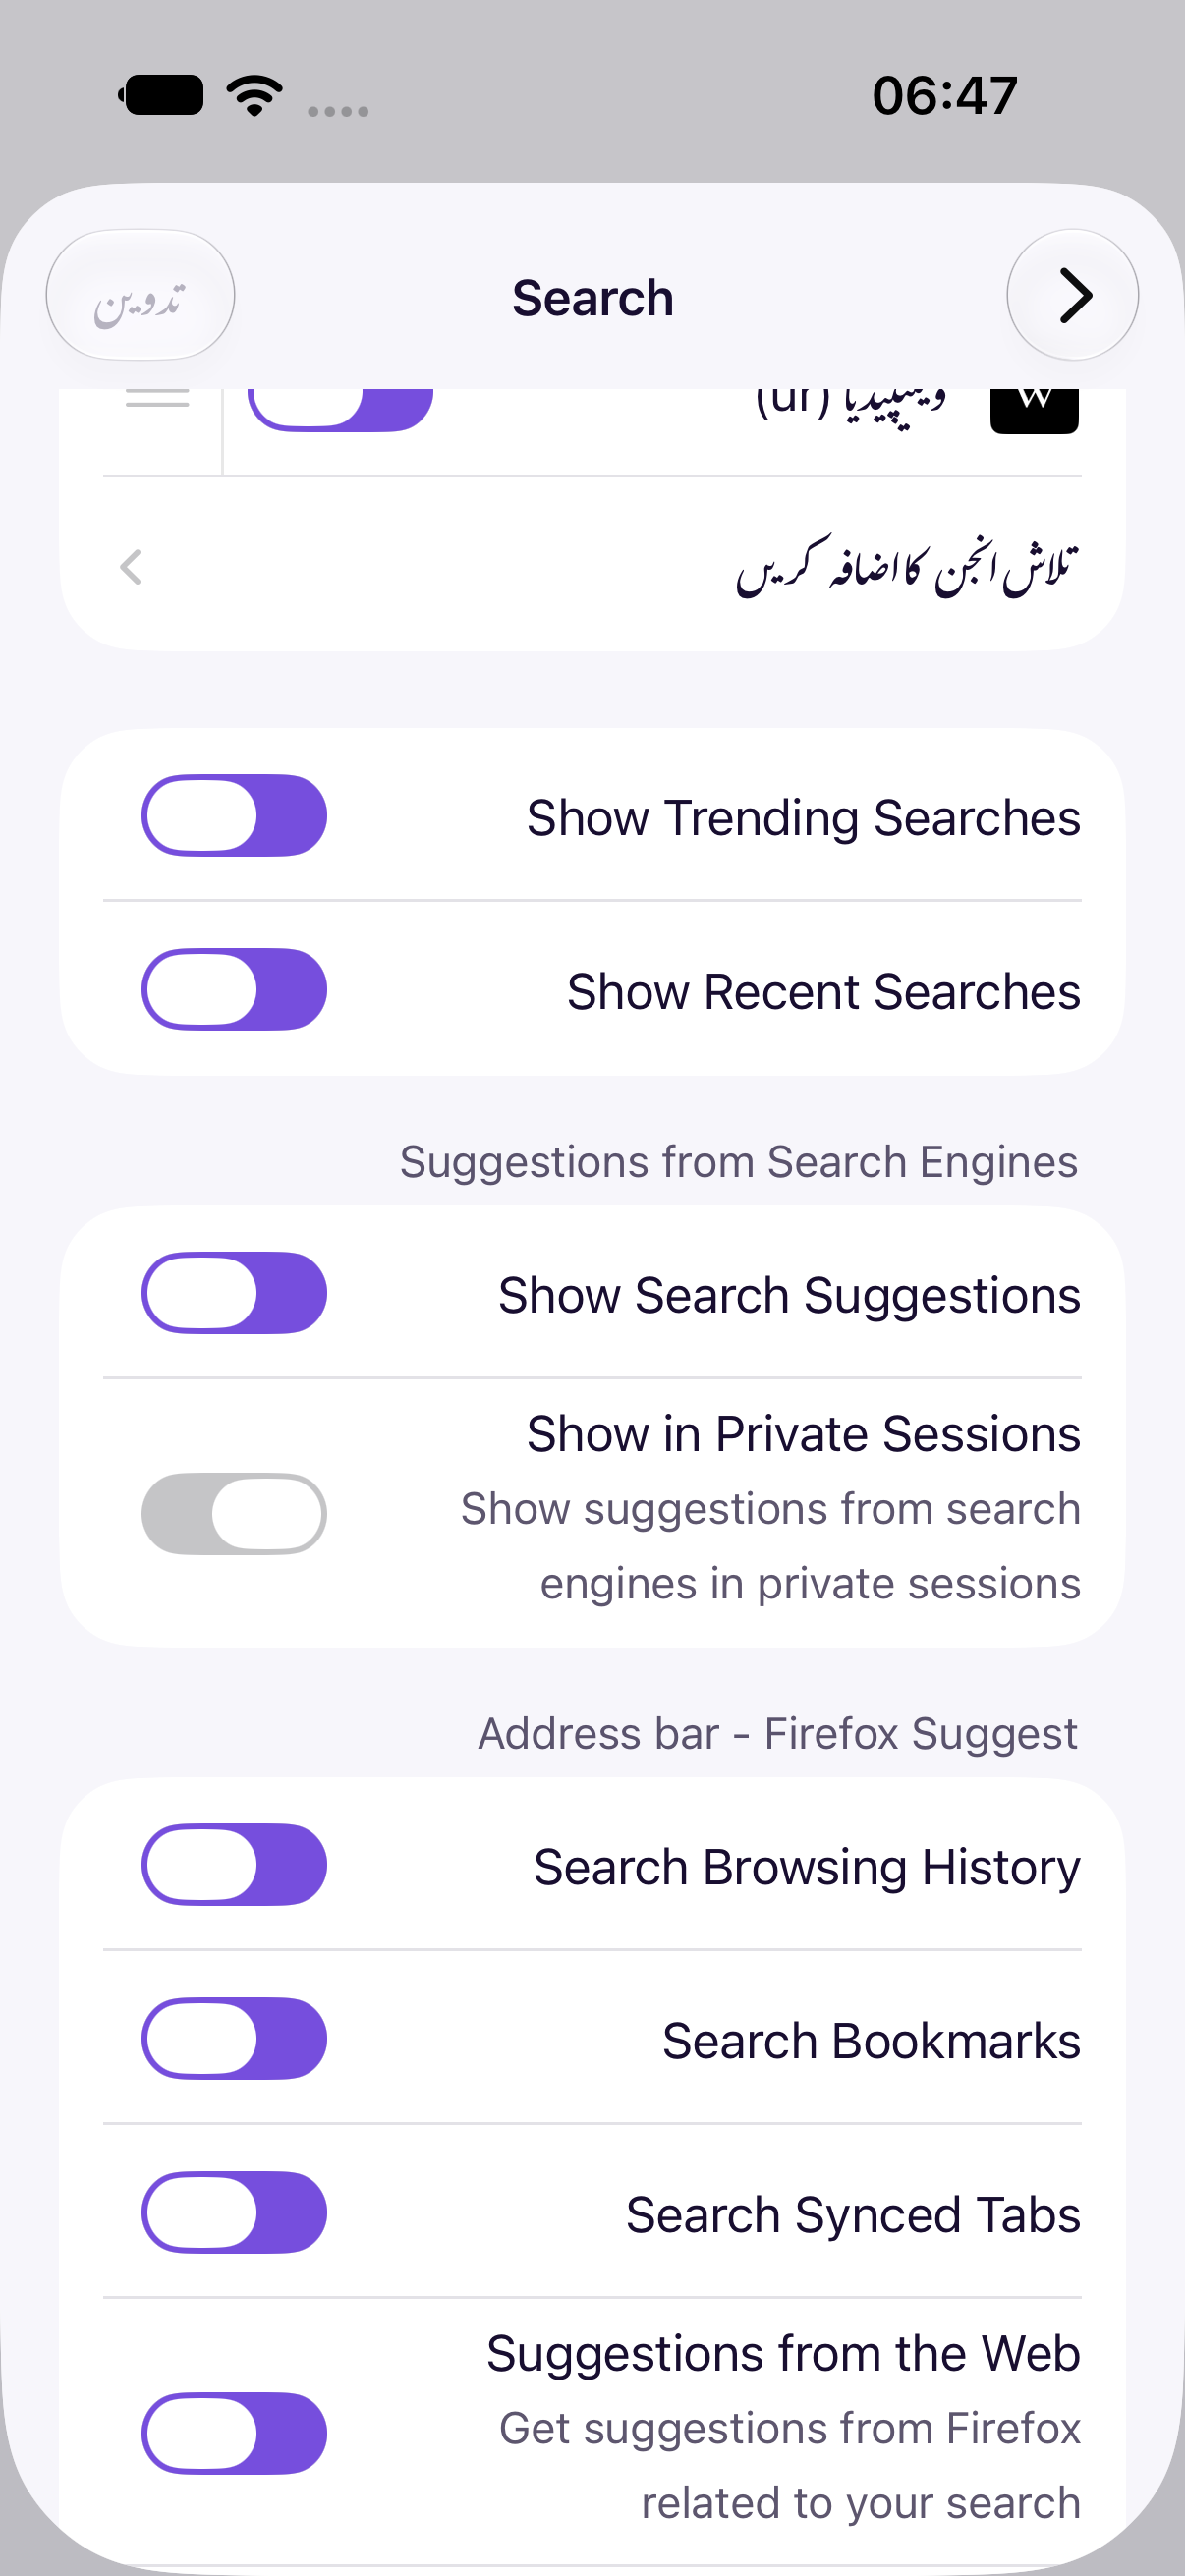 06:47
تدوین
Search
ویکیپیڈیا (ur)
W
تلاش انجن کا اضافہ کریں
Show Trending Searches
Show Recent Searches
Suggestions from Search Engines
Show Search Suggestions
Show in Private Sessions
Show suggestions from search
engines in private sessions
Address bar - Firefox Suggest
Search Browsing History
Search Bookmarks
Search Synced Tabs
Suggestions from the Web
Get suggestions from Firefox
related to your search